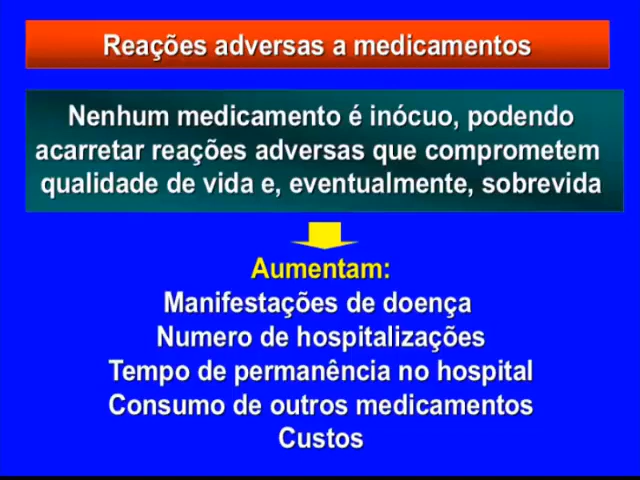 Reações adversas a medicamentos
Nenhum medicamento é inócuo, podendo
acarretar reações adversas que comprometem
qualidade de vida e, eventualmente, sobrevida
Aumentam:
Manifestações de doença
Numero de hospitalizações
Tempo de permanência no hospital
Consumo de outros medicamentos
Custos